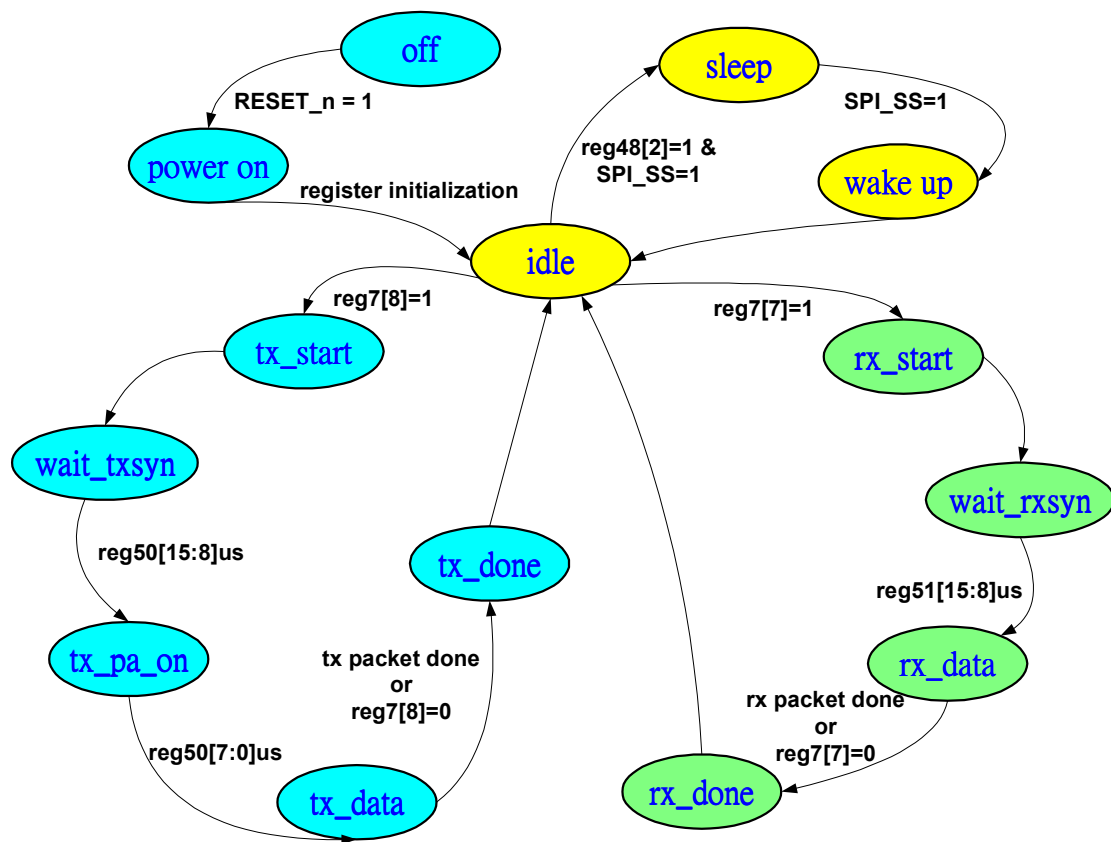 off
sleep
RESET_n = 1
SPI_SS=1
power on
reg48[2]=1 &
SPI_SS=1
wake up
register initialization
idle
reg7[8]=1
reg7[7]=1
tx_start
rx_start
wait_txsyn
wait_rxsyn
reg50[15:8]us
tx_done
reg51[15:8]us
tx_pa_on
tx packet done
or
reg7[8]=0
rx_data
rx packet done
or
reg7[7]=0
reg50[7:0]us
tx_data
rx_done